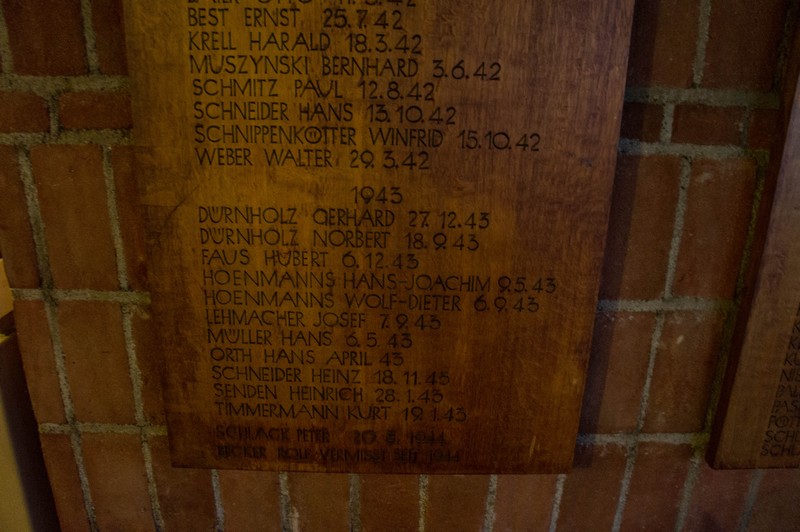 BEST ERNST 25.7.42
KRELL HARALD 18.3.42
MUSZYNSKI BERNHARD 3.6.42
SCHMITZ PAUL 12.8.42
SCHNEIDER HANS 13.10.42
SCHNIPPENKÖTTER WINFRID 15.10.42
WEBER WALTER 29.3.42
1943
DÜRNHOLZ GERHARD 27.12.43
DÜRNHOLZ NORBERT 18.9.43
FAUS HUBERT 6.12.43
HOENMANNS HANS-JOACHIM 9.5.43
HOENMANNS WOLF-DIETER 6.9.43
LEHMACHER JOSEF 7.9.43
MÜLLER HANS 6.5.43
ORTH HANS APRIL 43
SCHNEIDER HEINZ 18.11.43
SENDEN HEINRICH 28.1.43
TIMMERMANN KURT 19.1.43
SCHLACK PETER 20.8.1944
BECKER ROLF VERMISST SEIT 1944